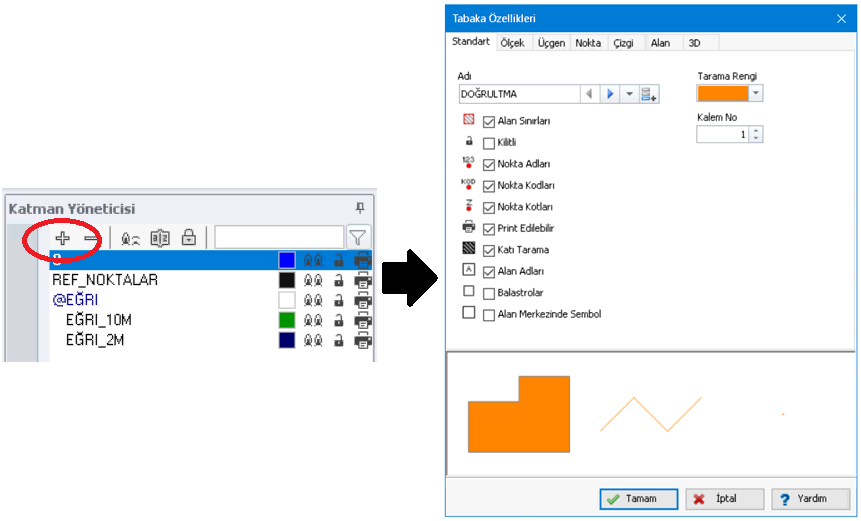 Katman Yöneticisi
0
REF_NOKTALAR
@EĞRI
EĞRI_10M
EĞRI_2M
Tabaka Özellikleri
Standart Ölçek Üçgen Nokta Çizgi Alan 3D
Adı
DOĞRULTMA
Tarama Rengi
Kalem No
1
Alan Sınırları
Kilitli
123 Nokta Adları
KOD Nokta Kodları
Z Nokta Kotları
Print Edilebilir
Katı Tarama
A Alan Adları
Balastrolar
Alan Merkezinde Sembol
Tamam İptal ? Yardım